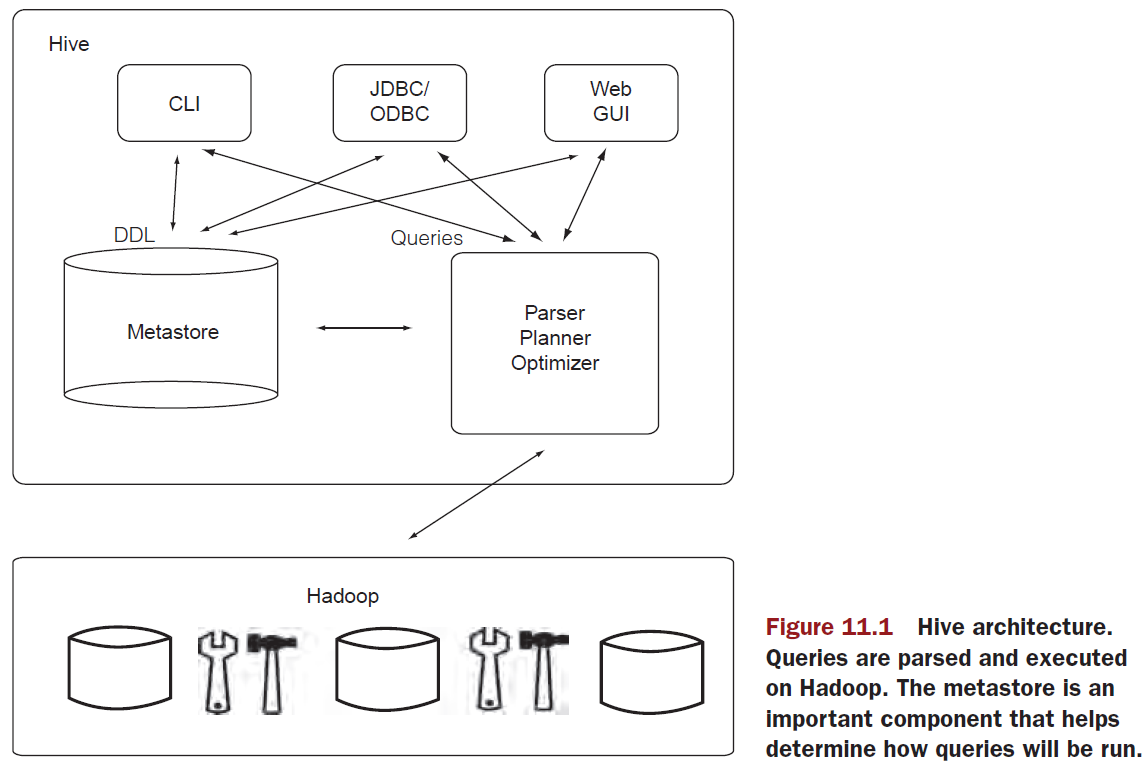 Hive
CLI
JDBC/
ODBC
Web
GUI
DDL
Queries
Metastore
Parser
Planner
Optimizer
Hadoop
Figure 11.1 Hive architecture.
Queries are parsed and executed
on Hadoop. The metastore is an
important component that helps
determine how queries will be run.